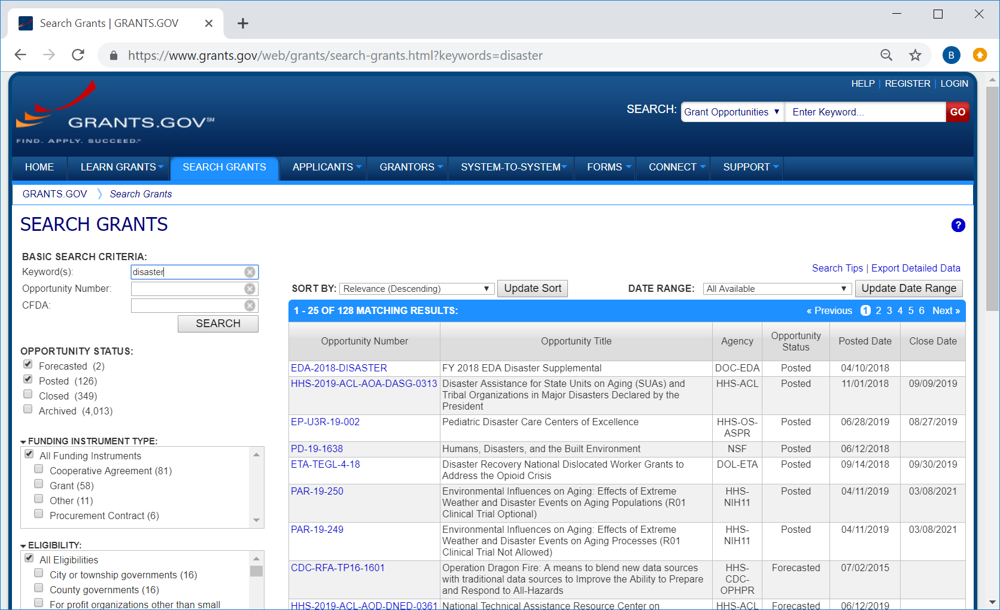 Search Grants | GRANTS.GOV
https://www.grants.gov/web/grants/search-grants.html?keywords=disaster
B
HELP | REGISTER | LOGIN
SEARCH: Grant Opportunities Enter Keyword... GO
GRANTS.GOV℠
FIND. APPLY. SUCCEED.
HOME LEARN GRANTS SEARCH GRANTS APPLICANTS GRANTORS SYSTEM-TO-SYSTEM FORMS CONNECT SUPPORT
GRANTS.GOV Search Grants
SEARCH GRANTS
?
BASIC SEARCH CRITERIA:
Keyword(s): disaster
Opportunity Number:
CFDA:
SEARCH
OPPORTUNITY STATUS:
Forecasted (2)
Posted (126)
Closed (349)
Archived (4,013)
FUNDING INSTRUMENT TYPE:
All Funding Instruments
Cooperative Agreement (81)
Grant (58)
Other (11)
Procurement Contract (6)
ELIGIBILITY:
All Eligibilities
City or township governments (16)
County governments (16)
For profit organizations other than small
Search Tips | Export Detailed Data
SORT BY: Relevance (Descending) Update Sort DATE RANGE: All Available Update Date Range
1 - 25 OF 128 MATCHING RESULTS: « Previous 1 2 3 4 5 6 Next »
Opportunity Number Opportunity Title Agency Opportunity Status Posted Date Close Date
EDA-2018-DISASTER FY 2018 EDA Disaster Supplemental DOC-EDA Posted 04/10/2018
HHS-2019-ACL-AOA-DASG-0313 Disaster Assistance for State Units on Aging (SUAs) and HHS-ACL Posted 11/01/2018 09/09/2019
Tribal Organizations in Major Disasters Declared by the
President
EP-U3R-19-002 Pediatric Disaster Care Centers of Excellence HHS-OS- Posted 06/28/2019 08/27/2019
ASPR
PD-19-1638 Humans, Disasters, and the Built Environment NSF Posted 06/12/2018
ETA-TEGL-4-18 Disaster Recovery National Dislocated Worker Grants to DOL-ETA Posted 09/14/2018 09/30/2019
Address the Opioid Crisis
PAR-19-250 Environmental Influences on Aging: Effects of Extreme HHS- Posted 04/11/2019 03/08/2021
Weather and Disaster Events on Aging Populations (R01 NIH11
Clinical Trial Optional)
PAR-19-249 Environmental Influences on Aging: Effects of Extreme HHS- Posted 04/11/2019 03/08/2021
Weather and Disaster Events on Aging Processes (R01 NIH11
Clinical Trial Not Allowed)
CDC-RFA-TP16-1601 Operation Dragon Fire: A means to blend new data sources HHS- Forecasted 07/02/2015
with traditional data sources to Improve the Ability to Prepare CDC-
and Respond to All-Hazards OPHPR
HHS-2019-ACL-AOD-DNED-0361 National Technical Assistance Resource Center on HHS-ACL Forecasted 06/12/2019